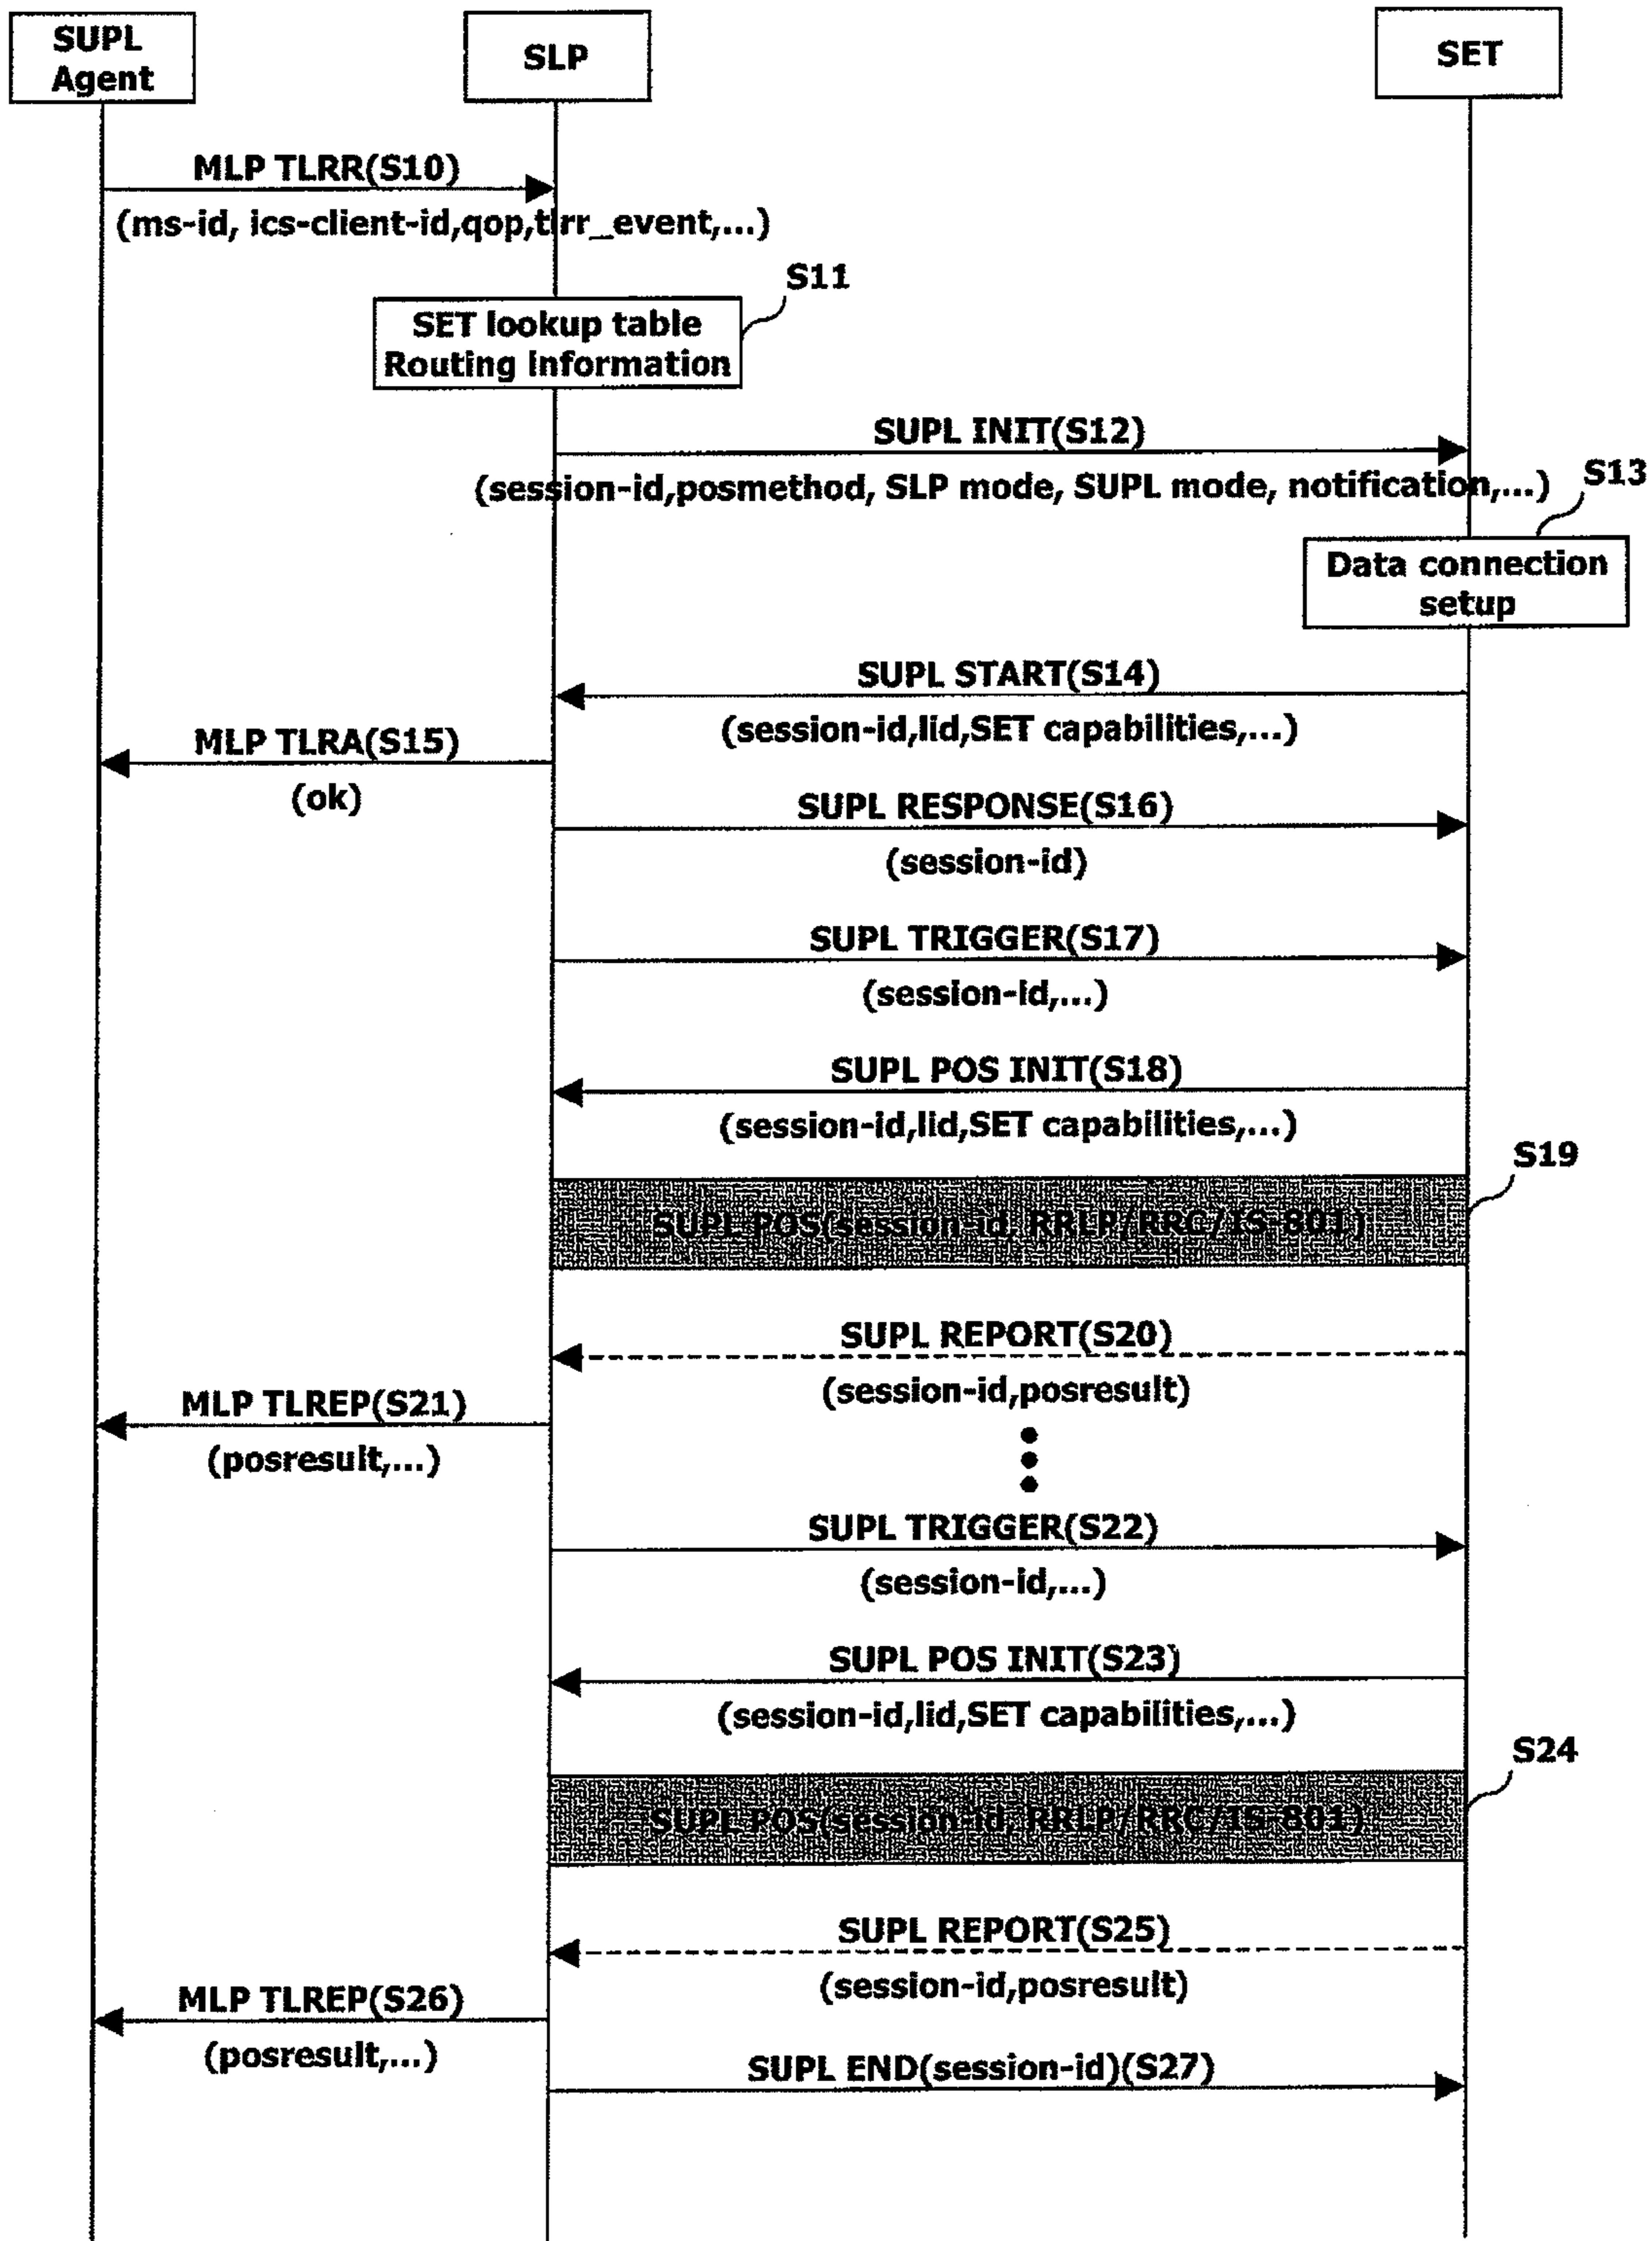 SUPL
Agent
SLP
SET
MLP TLRR(S10)
(ms-id, ics-client-id,qop,tlrr_event,...)
S11
SET lookup table
Routing Information
SUPL INIT(S12)
(session-id,posmethod, SLP mode, SUPL mode, notification,...)
S13
Data connection
setup
SUPL START(S14)
(session-id,lid,SET capabilities,...)
MLP TLRA(S15)
(ok)
SUPL RESPONSE(S16)
(session-id)
SUPL TRIGGER(S17)
(session-id,...)
SUPL POS INIT(S18)
(session-id,lid,SET capabilities,...)
S19
SUPL POS(session-id, RRLP/RRC/IS-801)
SUPL REPORT(S20)
(session-id,posresult)
MLP TLREP(S21)
(posresult,...)
SUPL TRIGGER(S22)
(session-id,...)
SUPL POS INIT(S23)
(session-id,lid,SET capabilities,...)
S24
SUPL POS(session-id, RRLP/RRC/IS-801)
SUPL REPORT(S25)
(session-id,posresult)
MLP TLREP(S26)
(posresult,...)
SUPL END(session-id)(S27)